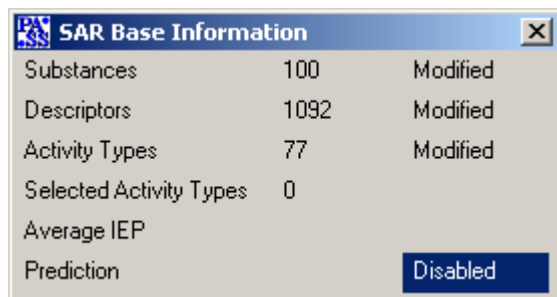 PASS SAR Base Information
Substances 100 Modified
Descriptors 1092 Modified
Activity Types 77 Modified
Selected Activity Types 0
Average IEP
Prediction Disabled